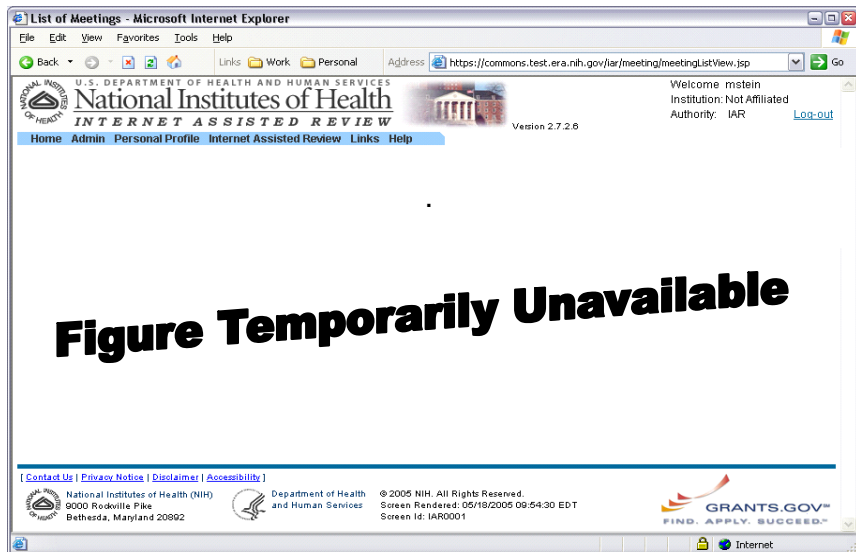 List of Meetings - Microsoft Internet Explorer
File Edit View Favorites Tools Help
Back Links Work Personal Address https://commons.test.era.nih.gov/iar/meeting/meetingListView.jsp Go
U.S. DEPARTMENT OF HEALTH AND HUMAN SERVICES
National Institutes of Health
INTERNET ASSISTED REVIEW
Version 2.7.2.6
Welcome mstein
Institution: Not Affiliated
Authority: IAR Log-out
Home Admin Personal Profile Internet Assisted Review Links Help
.
Figure Temporarily Unavailable
[ Contact Us | Privacy Notice | Disclaimer | Accessibility ]
National Institutes of Health (NIH)
9000 Rockville Pike
Bethesda, Maryland 20892
Department of Health
and Human Services
© 2005 NIH. All Rights Reserved.
Screen Rendered: 05/18/2005 09:54:30 EDT
Screen Id: IAR0001
GRANTS.GOV℠
FIND. APPLY. SUCCEED.℠
Internet